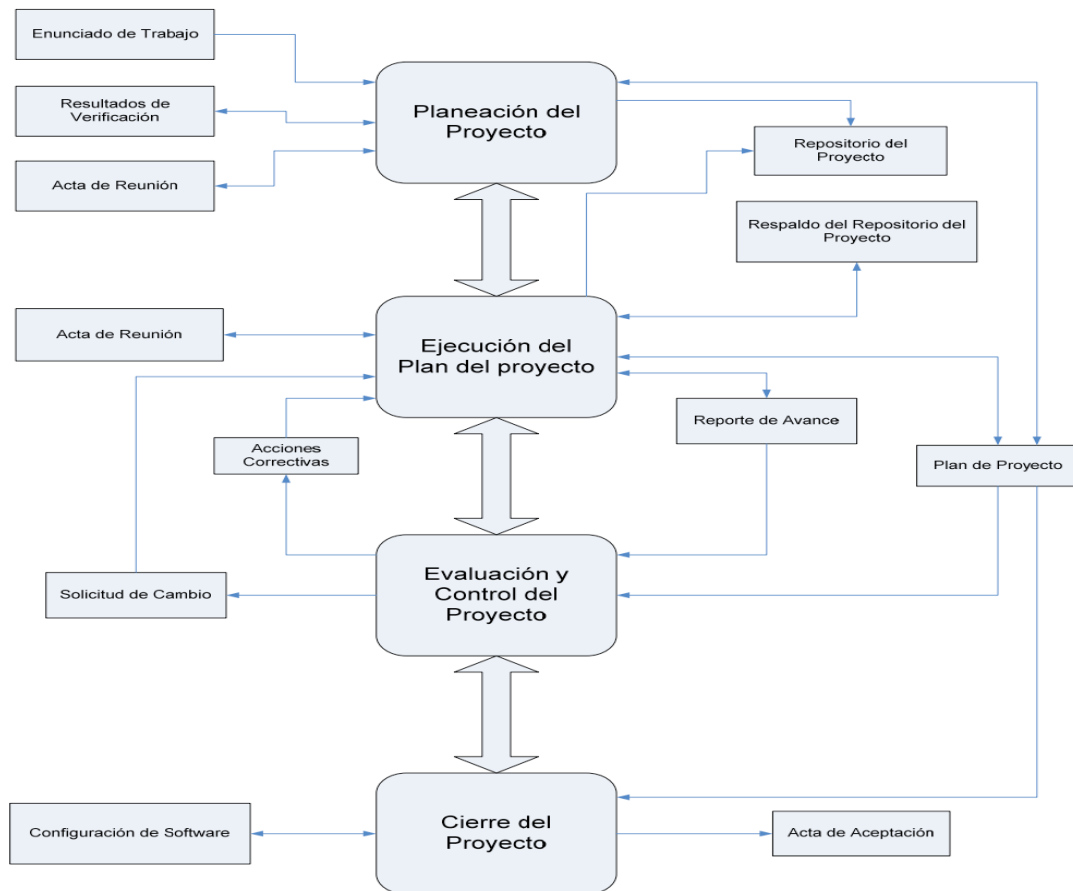 Enunciado de Trabajo
Planeación del
Proyecto
Resultados de
Verificación
Repositorio del
Proyecto
Acta de Reunión
Respaldo del Repositorio del
Proyecto
Acta de Reunión
Ejecución del
Plan del proyecto
Reporte de Avance
Acciones
Correctivas
Plan de Proyecto
Evaluación y
Control del
Proyecto
Solicitud de Cambio
Configuración de Software
Cierre del
Proyecto
Acta de Aceptación